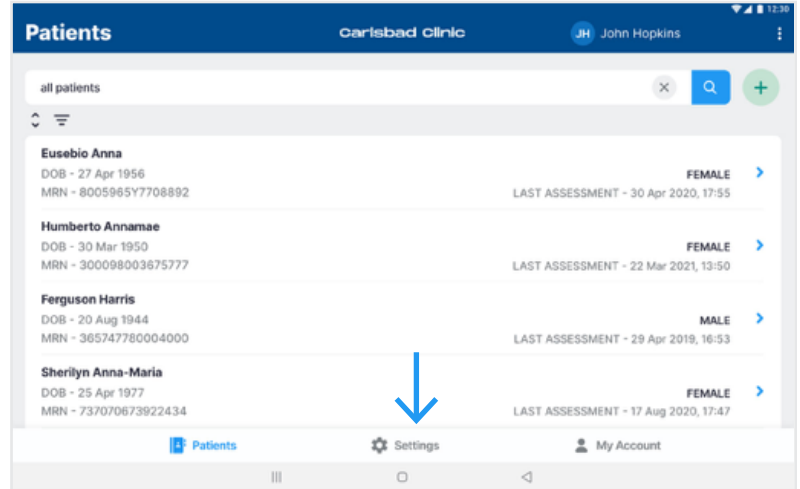 12:30
Patients Carlsbad Clinic JH John Hopkins
all patients
Eusebio Anna
DOB - 27 Apr 1956 FEMALE
MRN - 8005965Y7708892 LAST ASSESSMENT - 30 Apr 2020, 17:55
Humberto Annamae
DOB - 30 Mar 1950 FEMALE
MRN - 300098003675777 LAST ASSESSMENT - 22 Mar 2021, 13:50
Ferguson Harris
DOB - 20 Aug 1944 MALE
MRN - 365747780004000 LAST ASSESSMENT - 29 Apr 2019, 16:53
Sherilyn Anna-Maria
DOB - 25 Apr 1977 FEMALE
MRN - 737070673922434 LAST ASSESSMENT - 17 Aug 2020, 17:47
Patients Settings My Account